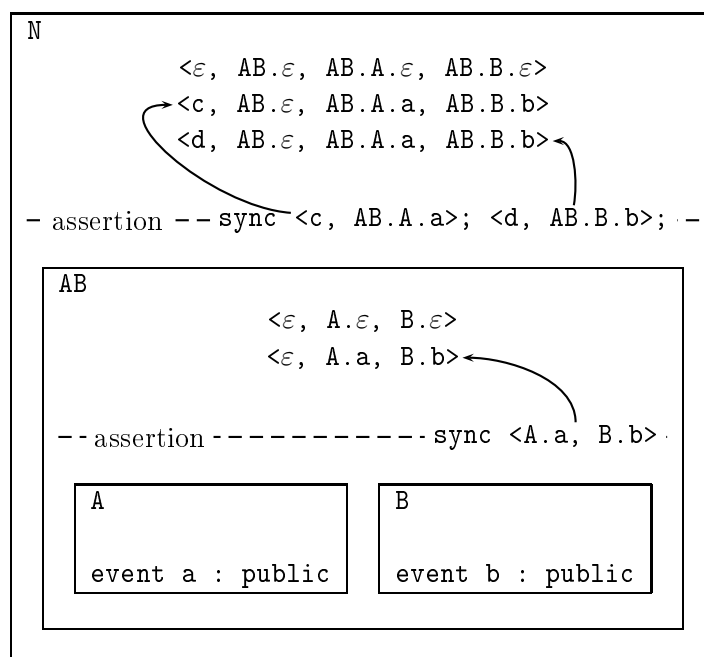 N
<ε, AB.ε, AB.A.ε, AB.B.ε>
<c, AB.ε, AB.A.a, AB.B.b>
<d, AB.ε, AB.A.a, AB.B.b>
assertion sync <c, AB.A.a>; <d, AB.B.b>;
AB
<ε, A.ε, B.ε>
<ε, A.a, B.b>
assertion sync <A.a, B.b>
A
event a : public
B
event b : public